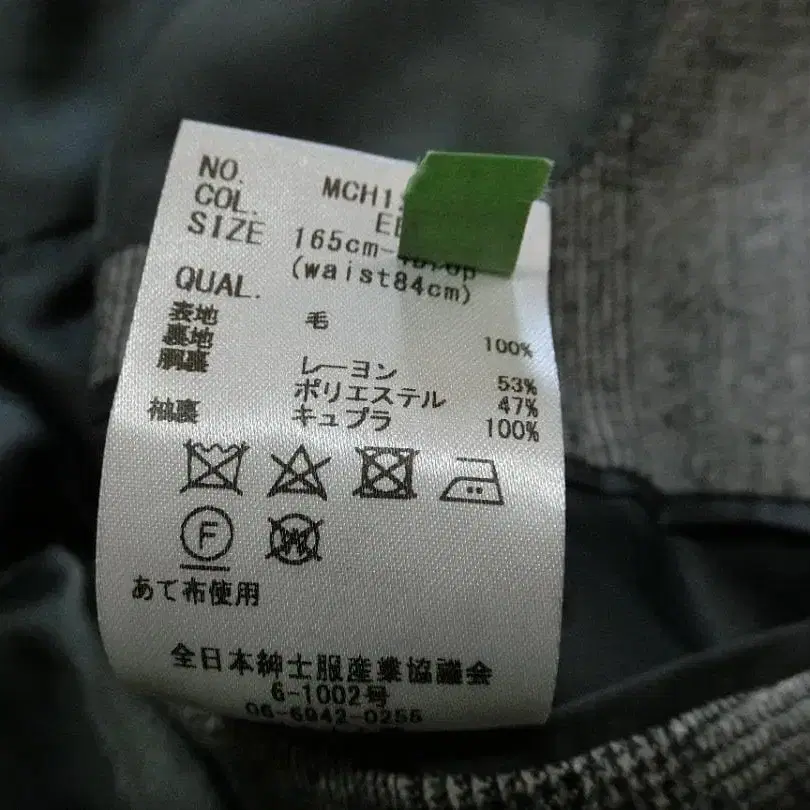 NO. MCH1
COL.
SIZE 165cm-
(waist84cm)
QUAL.
表地 毛 100%
裏地
胴裏 レーヨン 53%
ポリエステル 47%
袖裏 キュプラ 100%
F W
あて布使用
全日本紳士服産業協議会
6-1002号
06-6942-0255